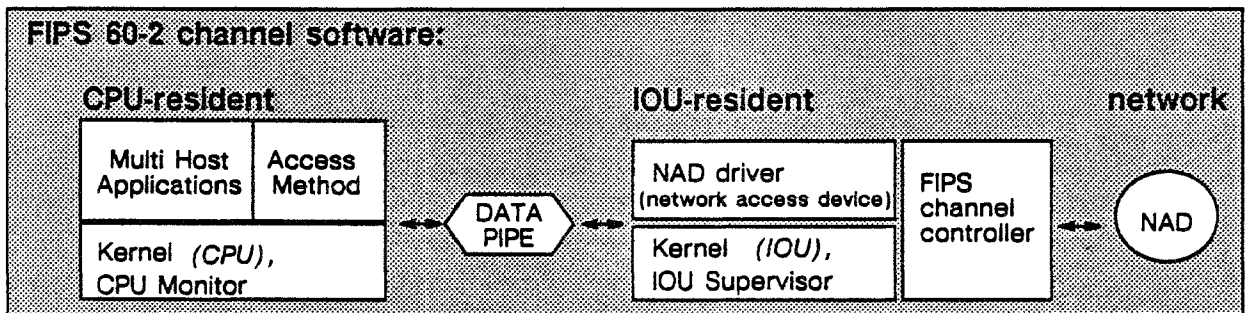 FIPS 60-2 channel software:
CPU-resident
IOU-resident
network
Multi Host
Applications
Access
Method
Kernel (CPU),
CPU Monitor
DATA
PIPE
NAD driver
(network access device)
Kernel (IOU),
IOU Supervisor
FIPS
channel
controller
NAD